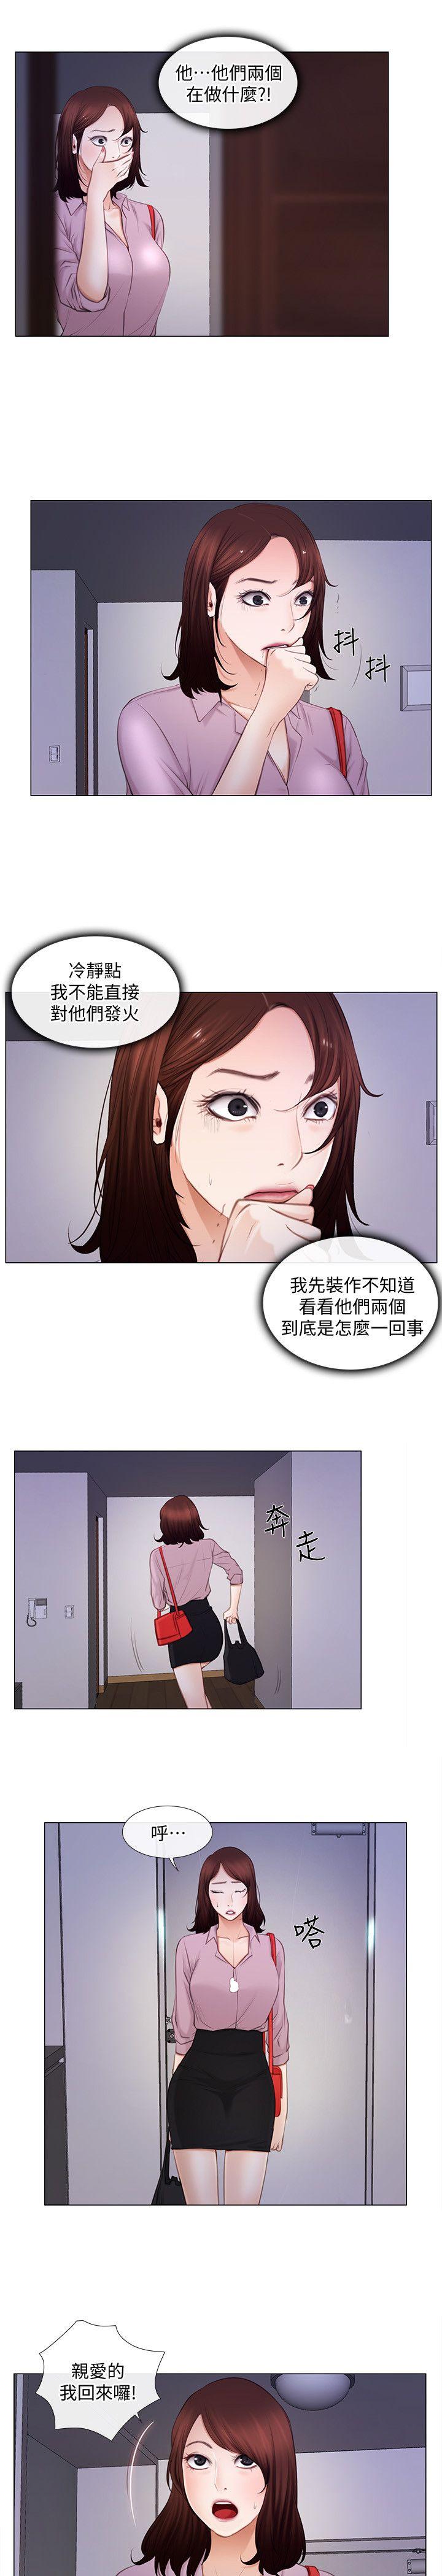 他…他們兩個
在做什麼?!
抖
抖
冷靜點
我不能直接
對他們發火
我先裝作不知道
看看他們兩個
到底是怎麼一回事
奔
走
呼…
嗒
親愛的
我回來囉!